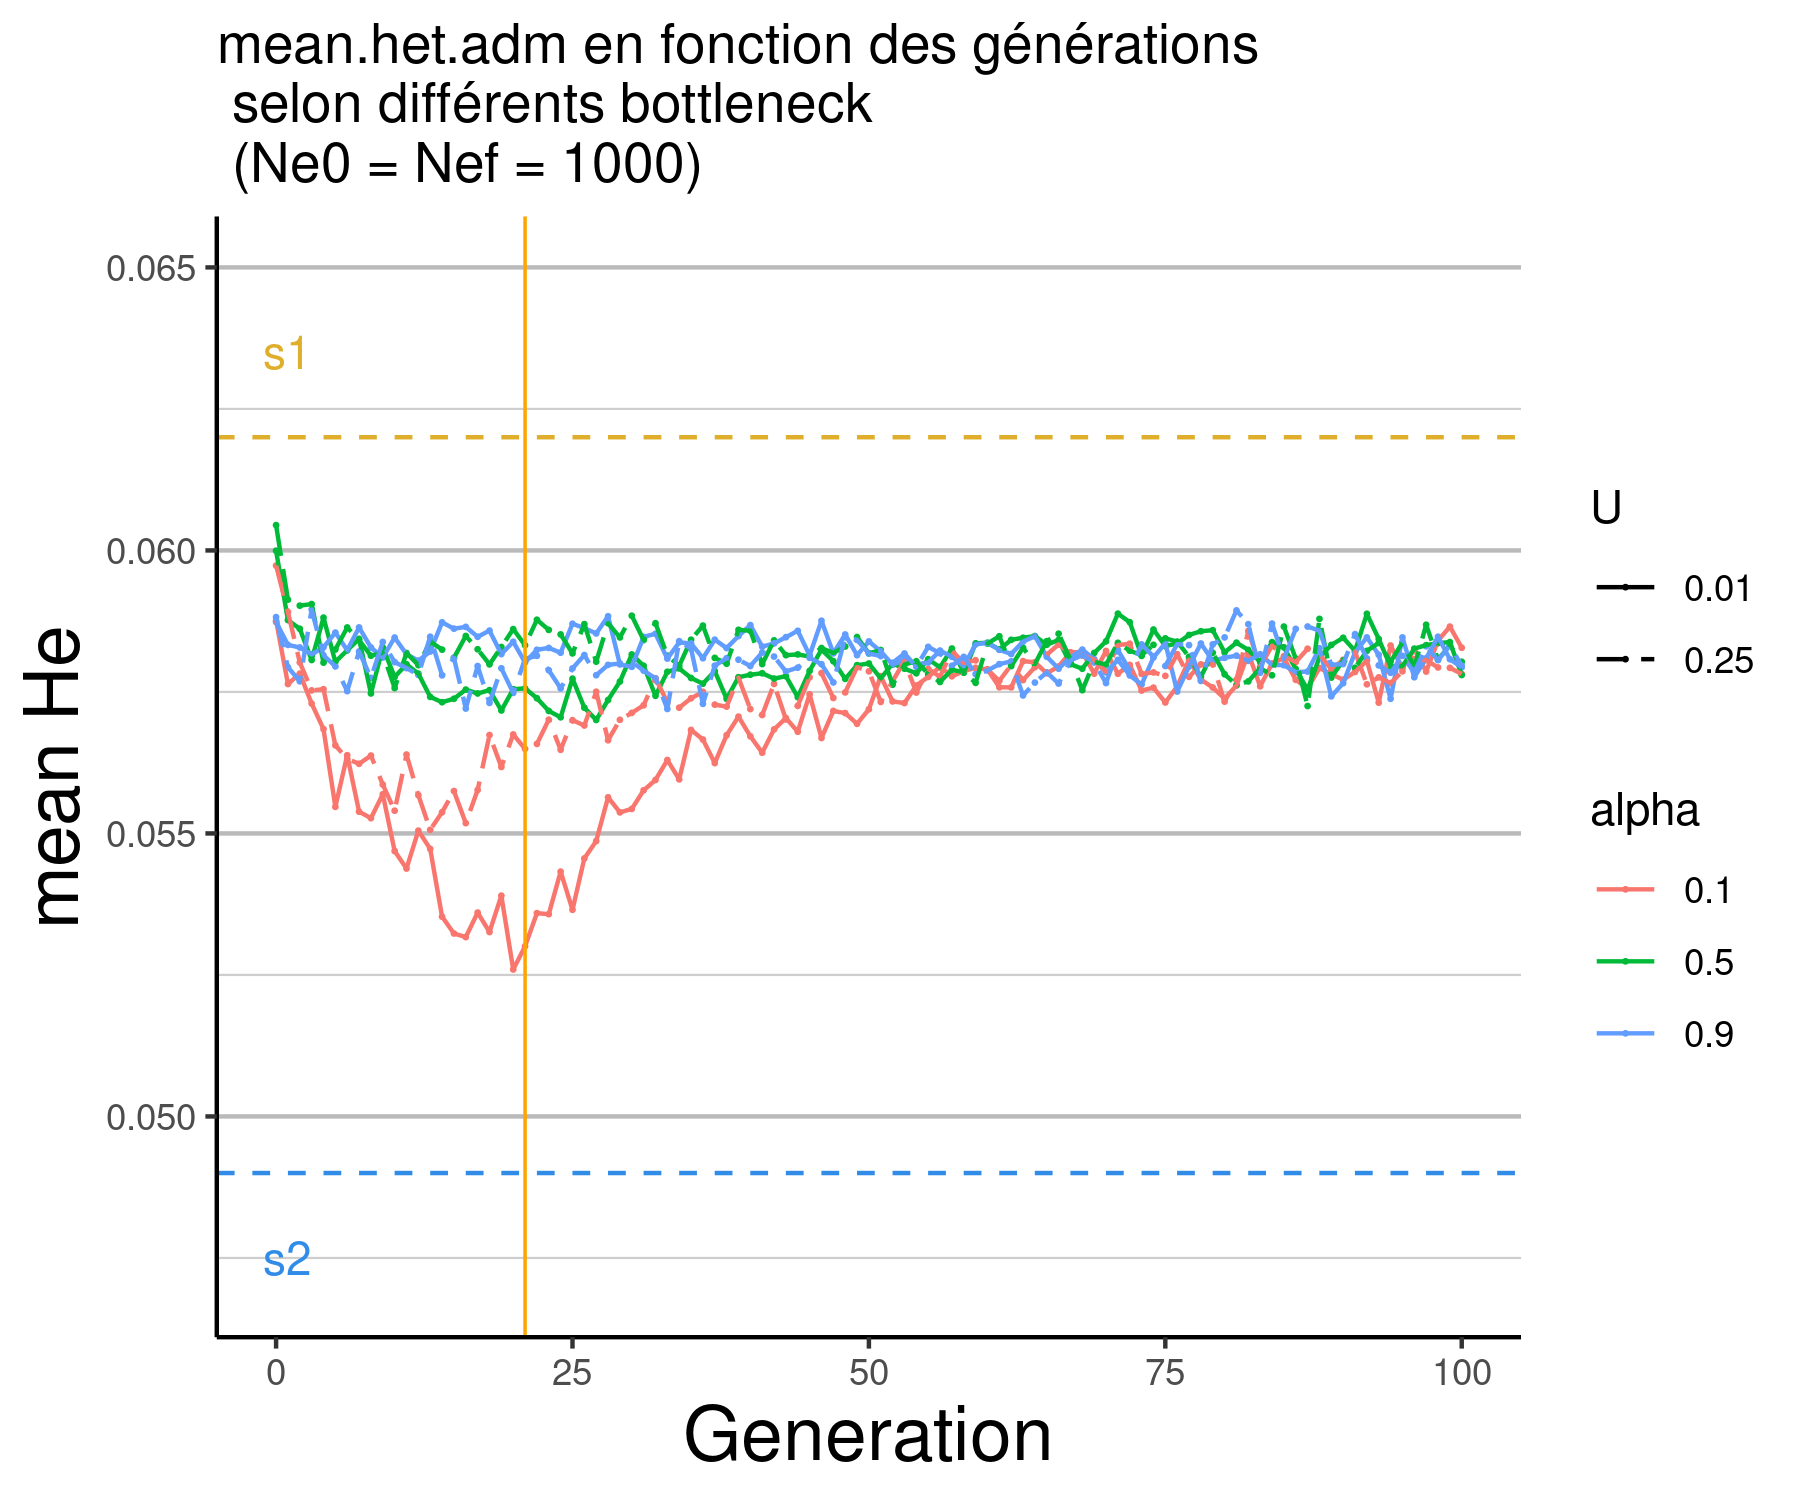 mean.het.adm en fonction des générations
selon différents bottleneck
(Ne0 = Nef = 1000)
mean He
0.065
0.060
0.055
0.050
s1
s2
0
25
50
75
100
Generation
U
0.01
0.25
alpha
0.1
0.5
0.9